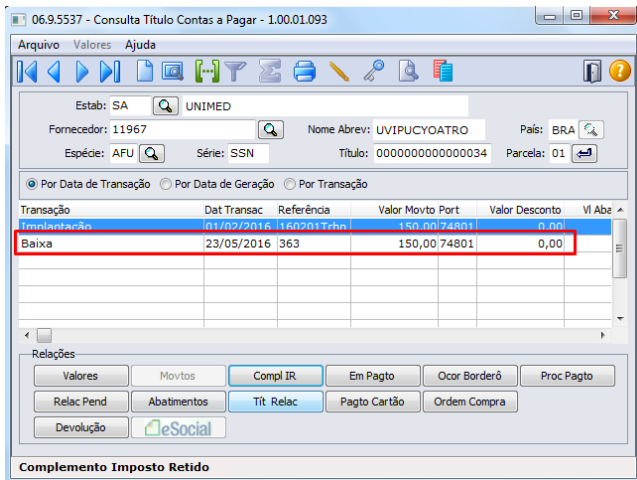 06.9.5537 - Consulta Título Contas a Pagar - 1.00.01.093
Arquivo Valores Ajuda
Estab: SA UNIMED
Fornecedor: 11967 Nome Abrev: UVIPUCYOATRO País: BRA
Espécie: AFU Série: SSN Título: 0000000000000034 Parcela: 01
Por Data de Transação Por Data de Geração Por Transação
Transação Dat Transac Referência Valor Movto Port Valor Desconto Vl Aba
Implantação 01/02/2016 160201Trbn 150,00 74801 0,00
Baixa 23/05/2016 363 150,00 74801 0,00
Relações
Valores Movtos Compl IR Em Pagto Ocor Borderô Proc Pagto
Relac Pend Abatimentos Tít Relac Pagto Cartão Ordem Compra
Devolução eSocial
Complemento Imposto Retido